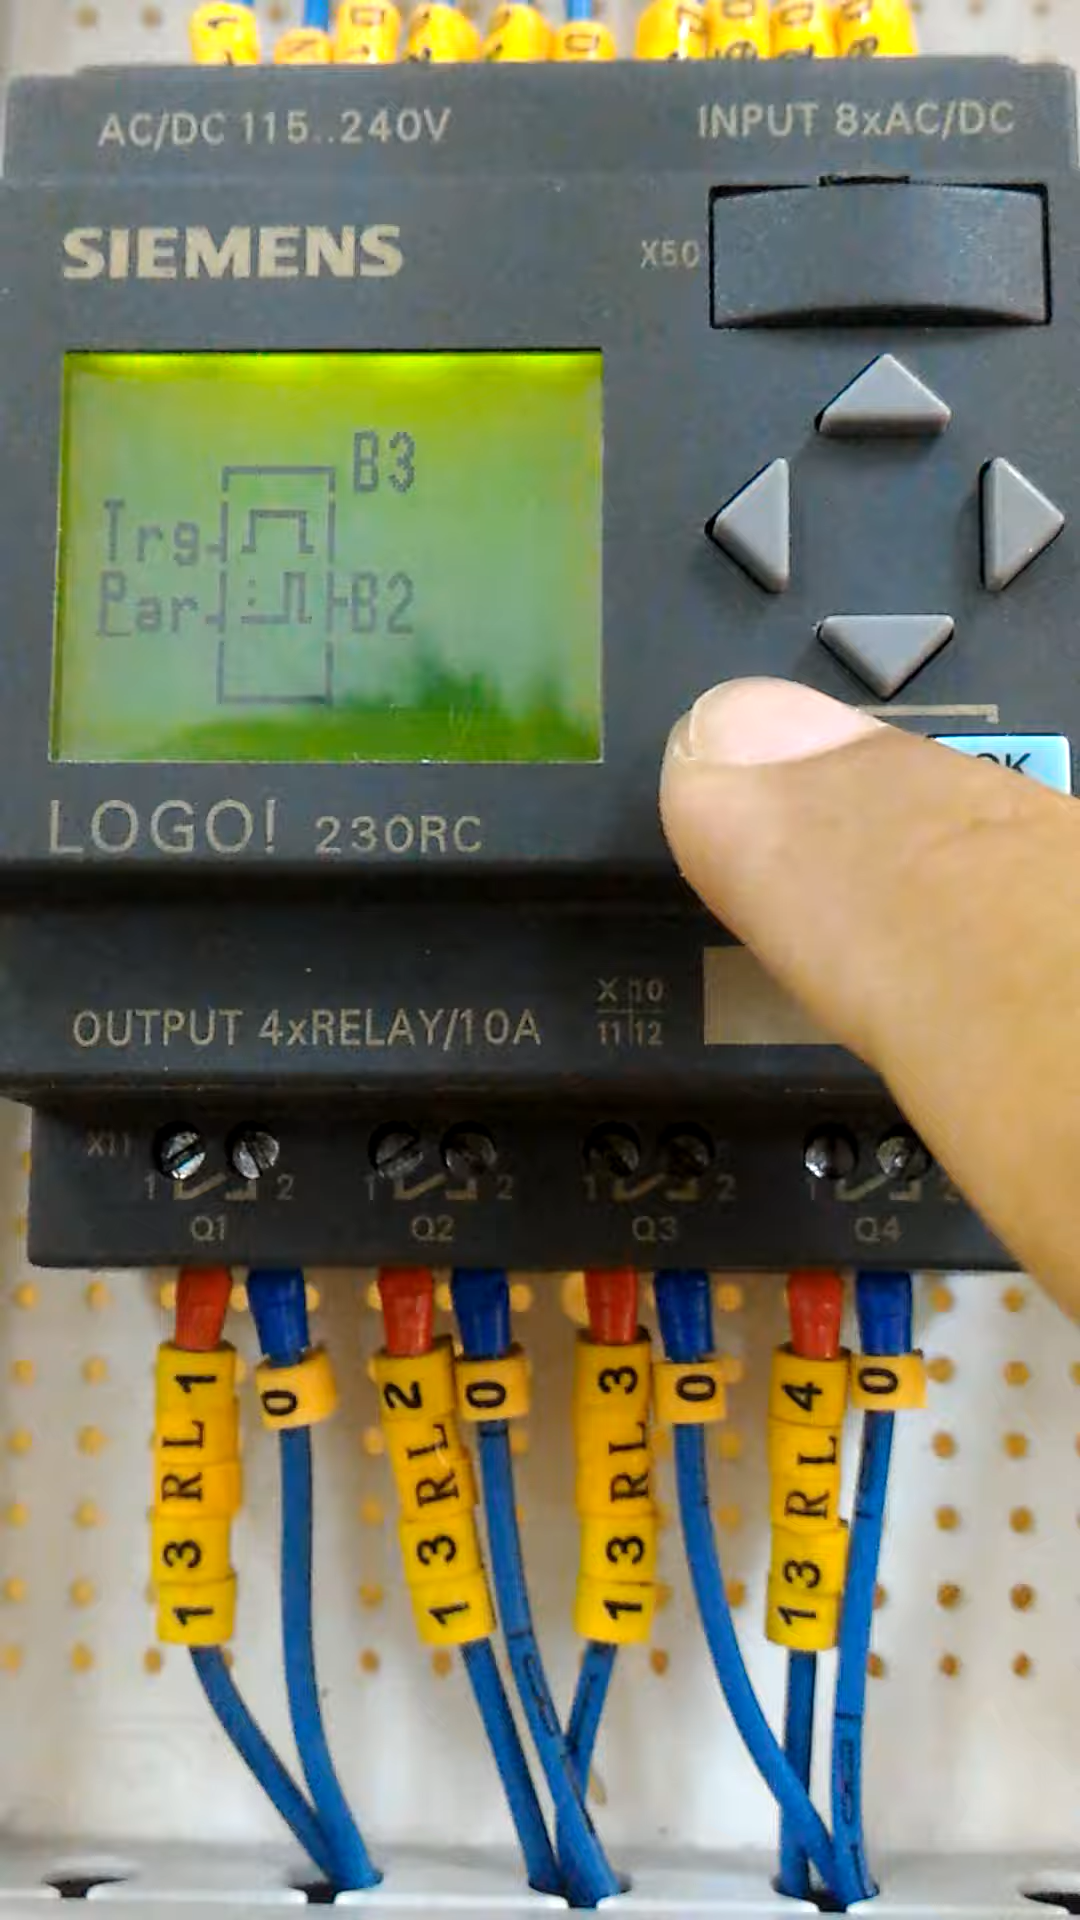 AC/DC 115..240V
INPUT 8xAC/DC
SIEMENS
X50
B3
Trg
Par
B2
OK
LOGO! 230RC
X 10
11 12
OUTPUT 4xRELAY/10A
X11
1 2 1 2 1 2 1 2
Q1 Q2 Q3 Q4
13RL1
0
13RL2
0
13RL3
0
13RL4
0